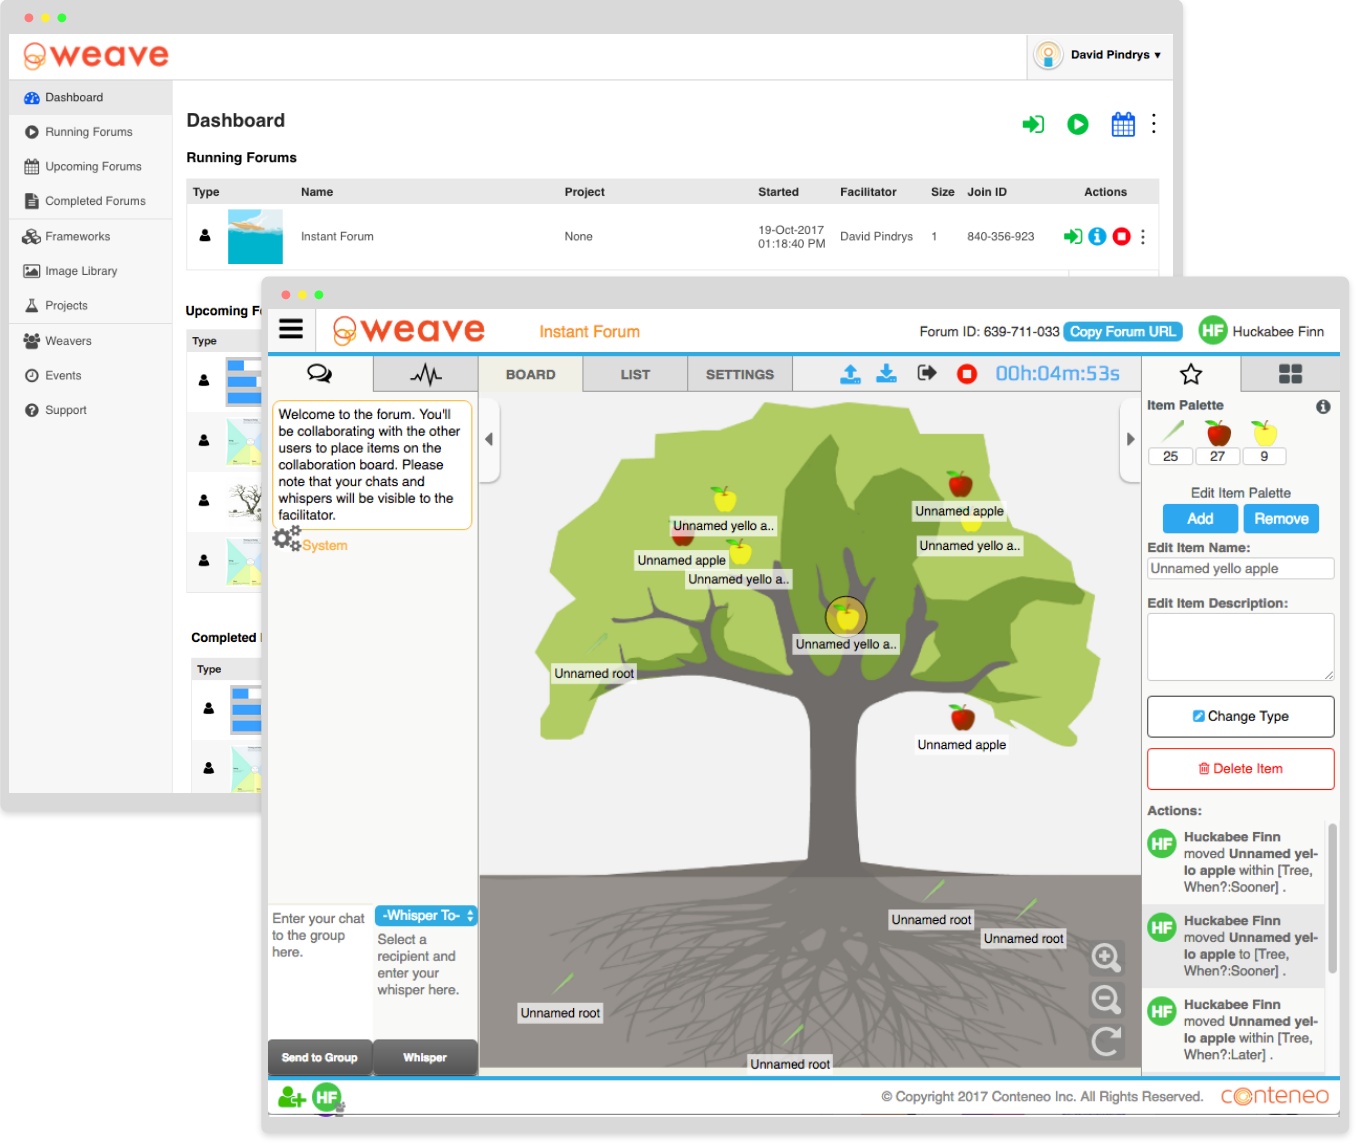 weave
David Pindrys ▾
Dashboard
Running Forums
Upcoming Forums
Completed Forums
Frameworks
Image Library
Projects
Weavers
Events
Support
Dashboard
Running Forums
Type Name Project Started Facilitator Size Join ID Actions
Instant Forum None 19-Oct-2017 David Pindrys 1 840-356-923
01:18:40 PM
Upcoming F
Type
Completed
Type
weave
Instant Forum
Forum ID: 639-711-033 Copy Forum URL
HF Huckabee Finn
BOARD LIST SETTINGS
00h:04m:53s
Welcome to the forum. You'll
be collaborating with the other
users to place items on the
collaboration board. Please
note that your chats and
whispers will be visible to the
facilitator.
System
Unnamed yello a..
Unnamed apple
Unnamed yello a..
Unnamed apple
Unnamed yello a..
Unnamed yello a..
Unnamed root
Unnamed apple
Unnamed root
Unnamed root
Unnamed root
Unnamed root
Item Palette
25 27 9
Edit Item Palette
Add Remove
Edit Item Name:
Unnamed yello apple
Edit Item Description:
Change Type
Delete Item
Actions:
HF Huckabee Finn
moved Unnamed yel-
lo apple within [Tree,
When?:Sooner] .
HF Huckabee Finn
moved Unnamed yel-
lo apple to [Tree,
When?:Sooner] .
HF Huckabee Finn
moved Unnamed yel-
lo apple within [Tree,
When?:Later] .
Enter your chat
to the group
here.
-Whisper To-
Select a
recipient and
enter your
whisper here.
Send to Group Whisper
HF
© Copyright 2017 Conteneo Inc. All Rights Reserved.
conteneo